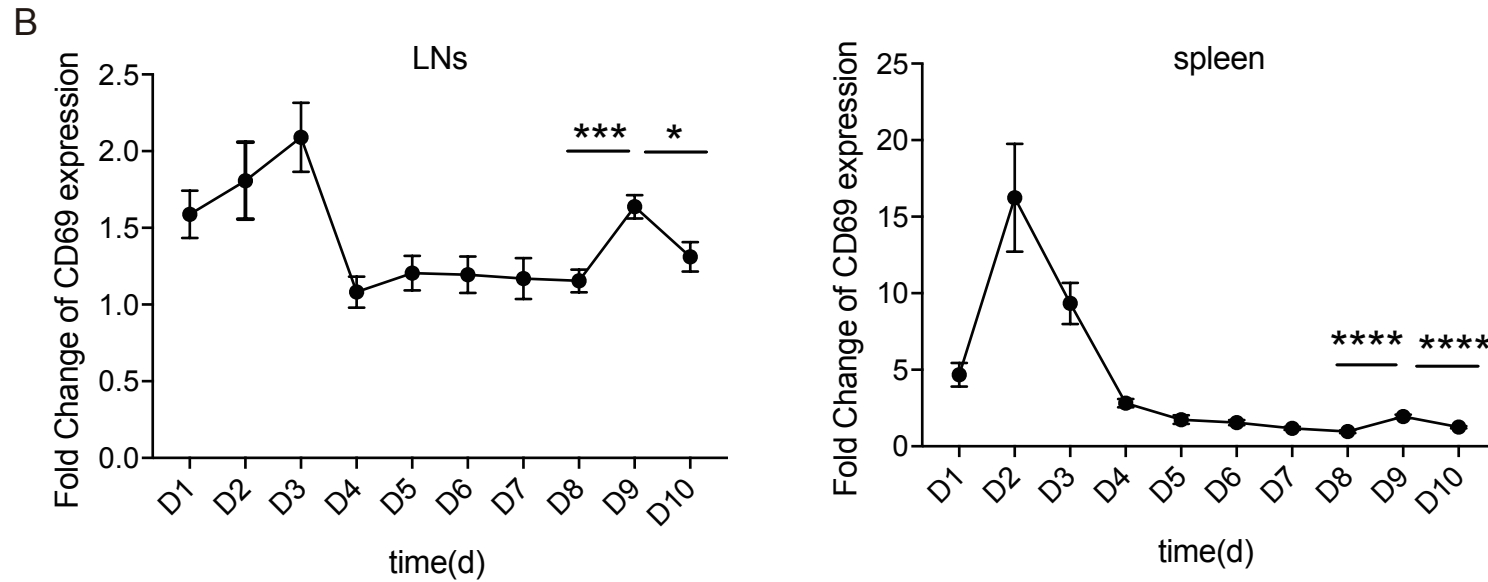 B
LNs
Fold Change of CD69 expression
2.5
2.0
1.5
1.0
0.5
0.0
*** *
D1 D2 D3 D4 D5 D6 D7 D8 D9 D10
time(d)
spleen
Fold Change of CD69 expression
25
20
15
10
5
0
**** ****
D1 D2 D3 D4 D5 D6 D7 D8 D9 D10
time(d)